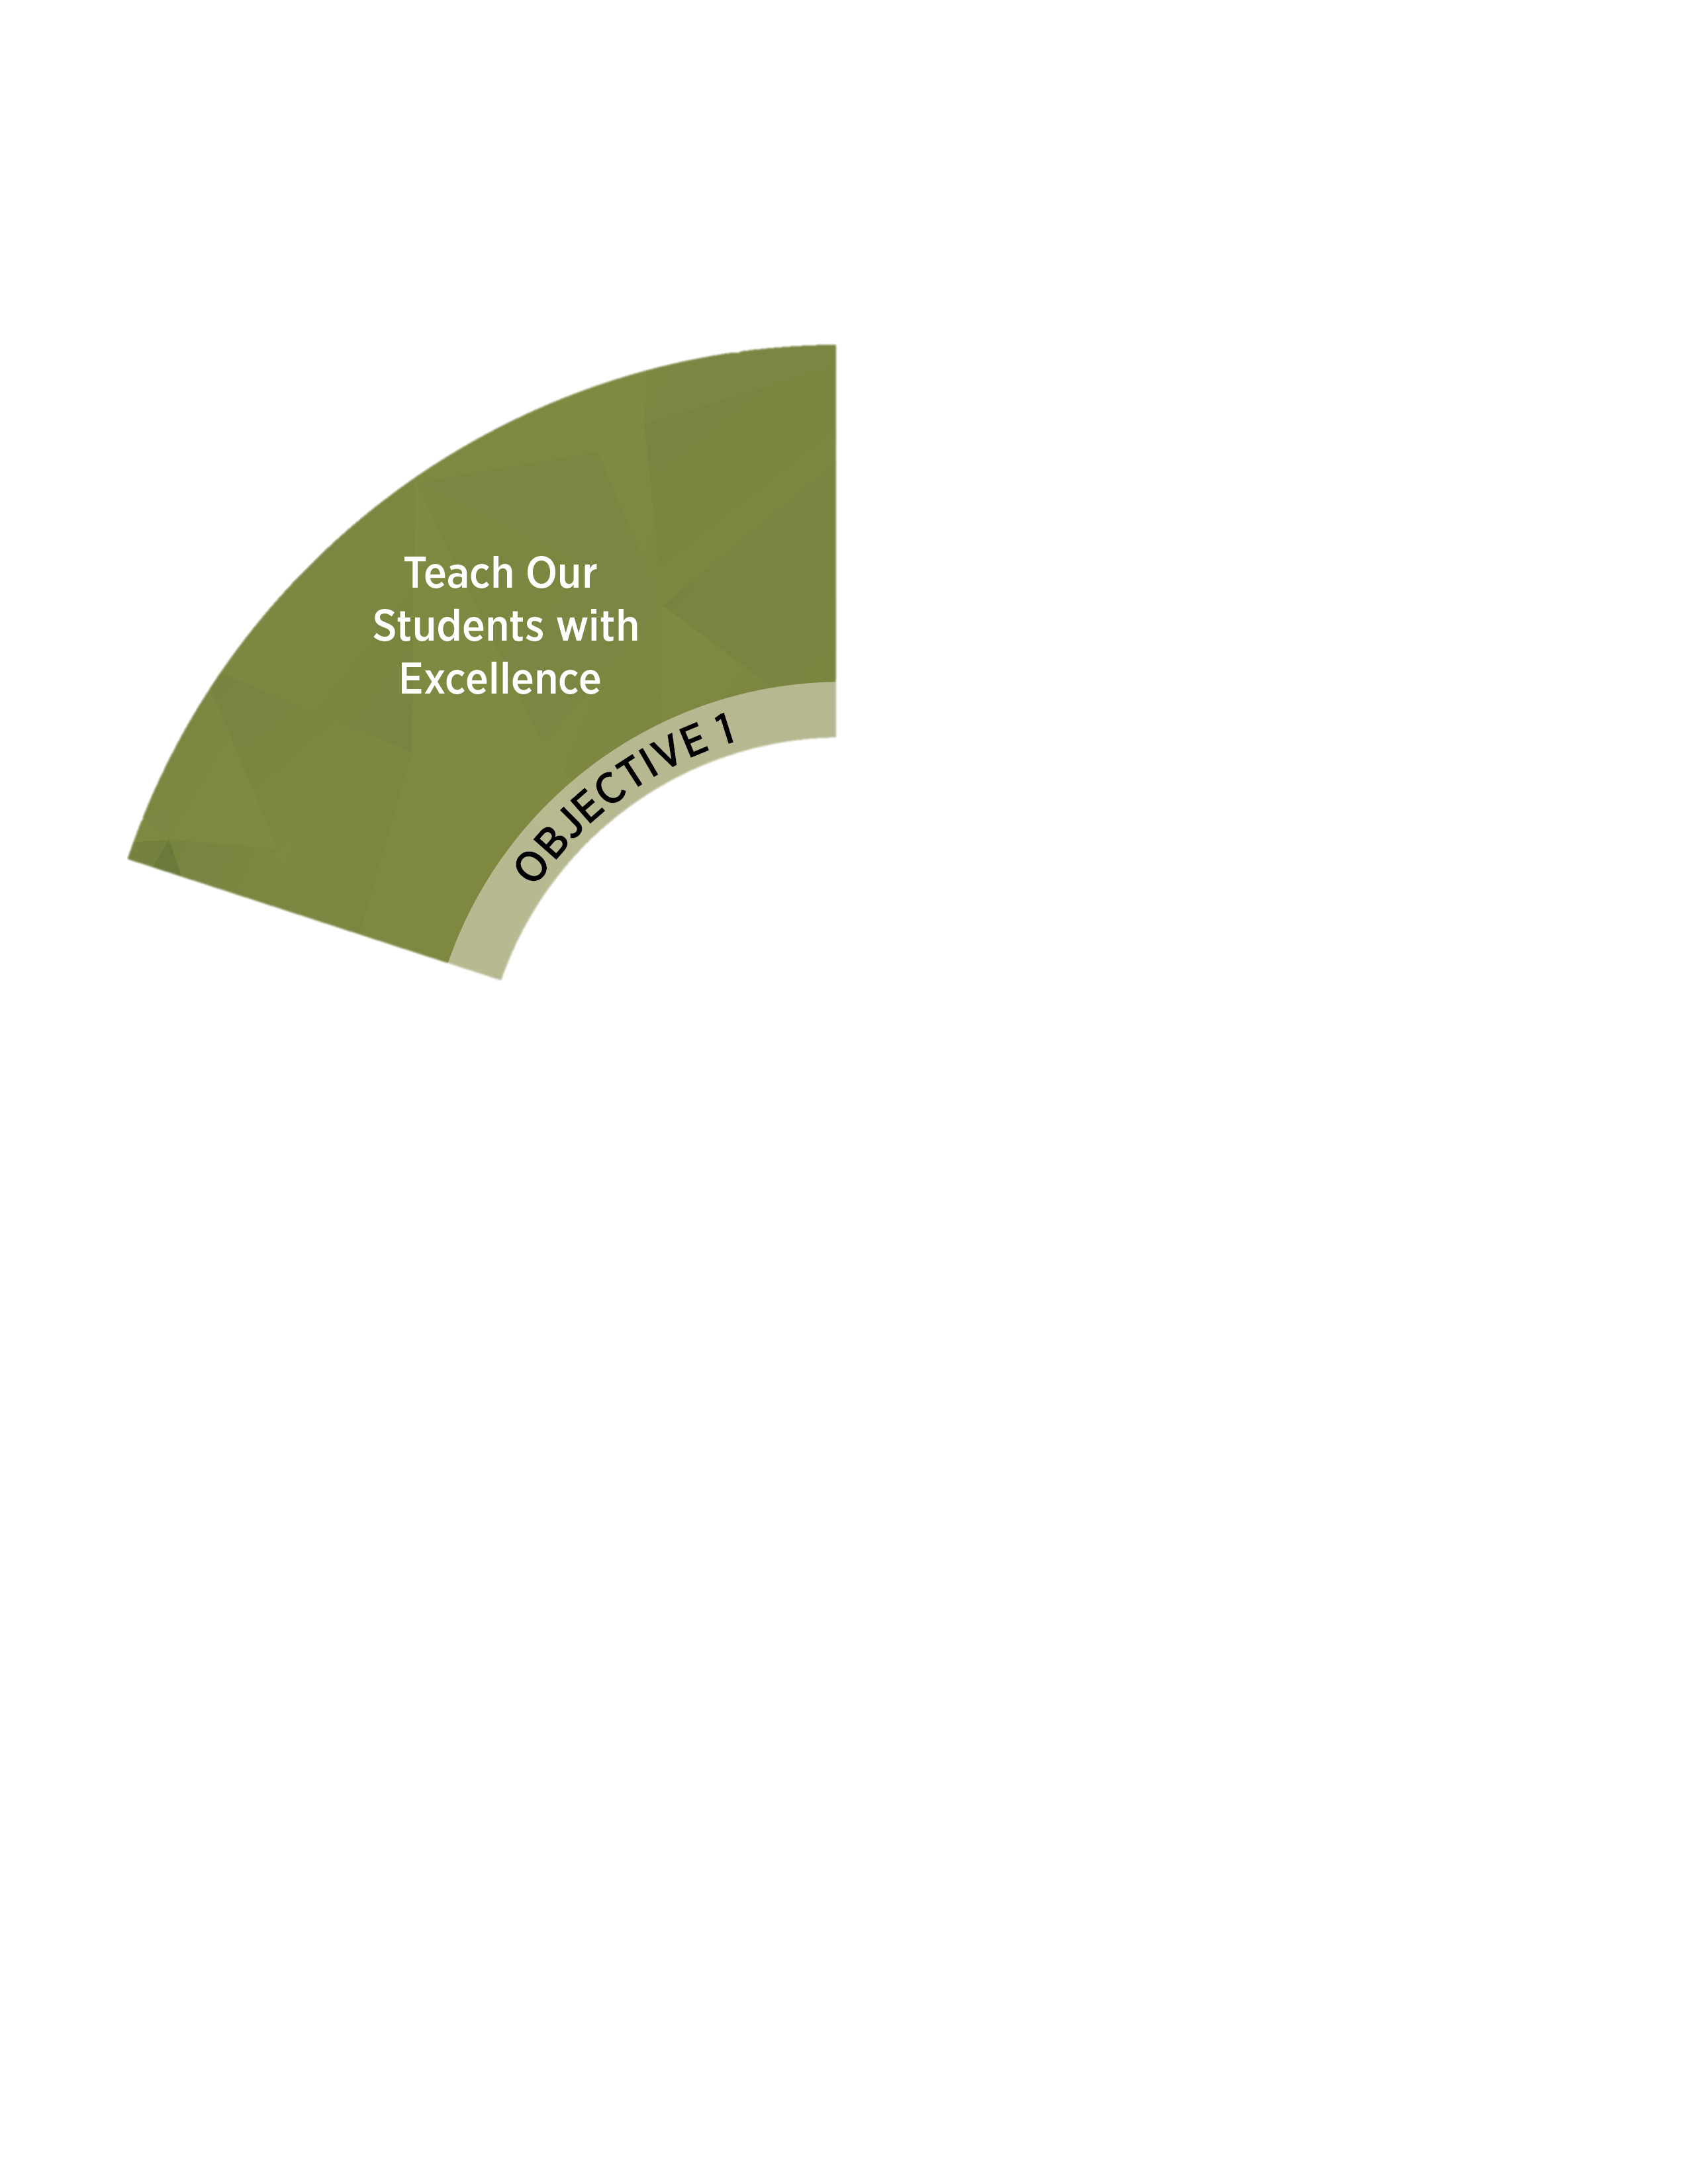 Teach Our
Students with
Excellence
OBJECTIVE 1